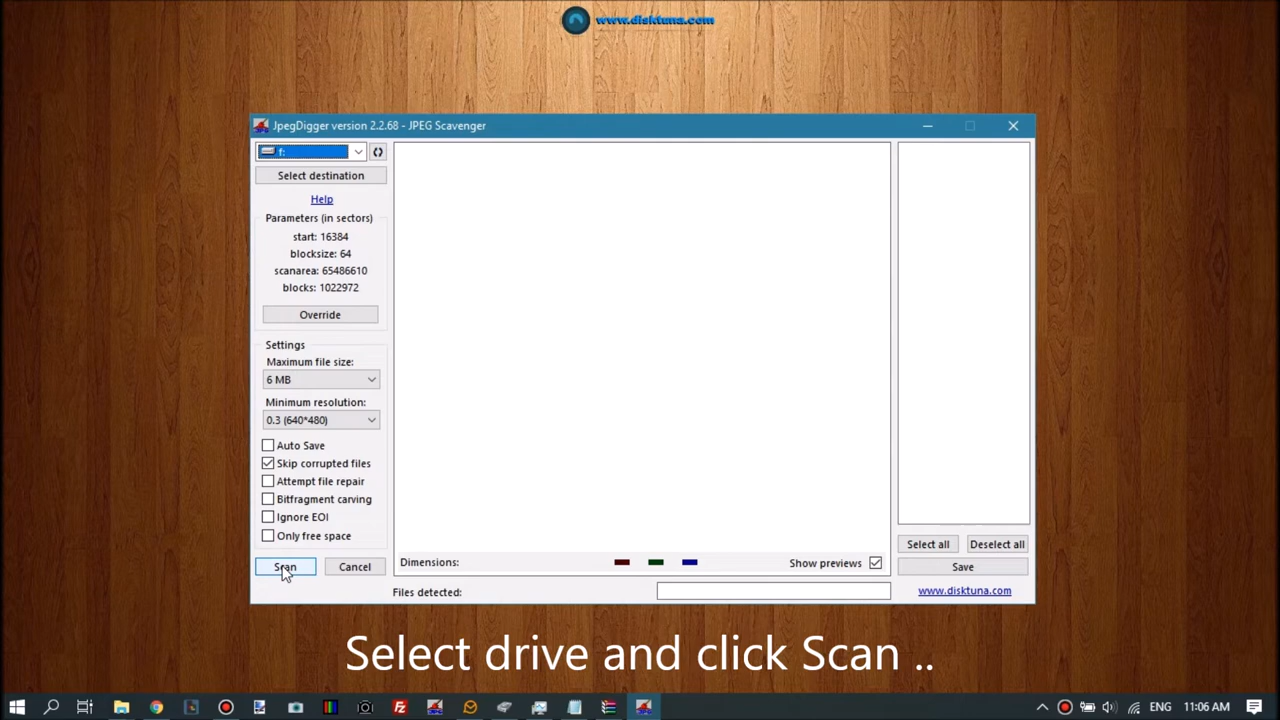 www.disktuna.com
JpegDigger version 2.2.68 - JPEG Scavenger
f:
Select destination
Help
Parameters (in sectors)
start: 16384
blocksize: 64
scanarea: 65486610
blocks: 1022972
Override
Settings
Maximum file size:
6 MB
Minimum resolution:
0.3 (640*480)
Auto Save
Skip corrupted files
Attempt file repair
Bitfragment carving
Ignore EOI
Only free space
Scan
Cancel
Dimensions:
Show previews
Files detected:
Select all
Deselect all
Save
www.disktuna.com
Select drive and click Scan ..
ENG
11:06 AM